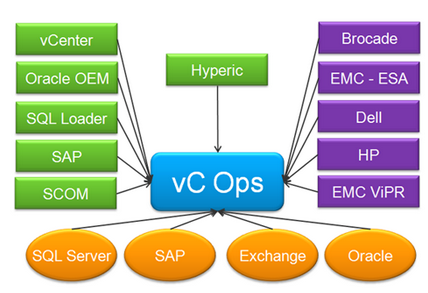 vCenter
Oracle OEM
SQL Loader
SAP
SCOM
Hyperic
Brocade
EMC - ESA
Dell
HP
EMC ViPR
vC Ops
SQL Server
SAP
Exchange
Oracle